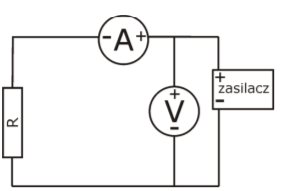 -A+
+
+
zasilacz
V
-
R
-